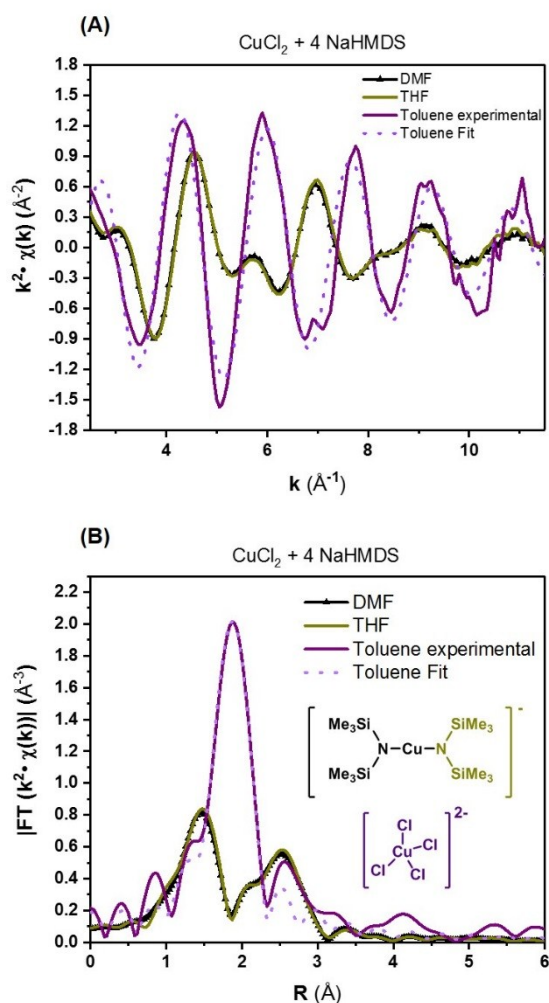 (A)
CuCl₂ + 4 NaHMDS
DMF
THF
Toluene experimental
Toluene Fit
1.8
1.5
1.2
0.9
0.6
0.3
0.0
-0.3
-0.6
-0.9
-1.2
-1.5
-1.8
k²• χ(k) (Å⁻²)
4 6 8 10
k (Å⁻¹)
(B)
CuCl₂ + 4 NaHMDS
DMF
THF
Toluene experimental
Toluene Fit
2.2
2.0
1.8
1.6
1.4
1.2
1.0
0.8
0.6
0.4
0.2
0.0
|FT (k²• χ(k))| (Å⁻³)
Me₃Si SiMe₃ -
N—Cu—N
Me₃Si SiMe₃
Cl 2-
Cu Cl
Cl Cl
0 1 2 3 4 5 6
R (Å)